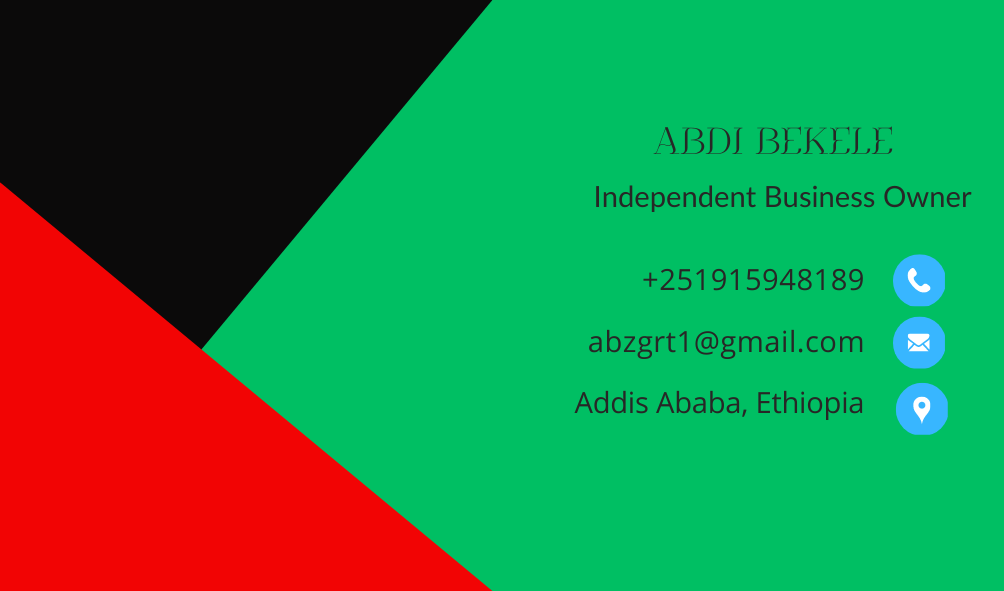 ABDI BEKELE
Independent Business Owner
+251915948189
abzgrt1@gmail.com
Addis Ababa, Ethiopia